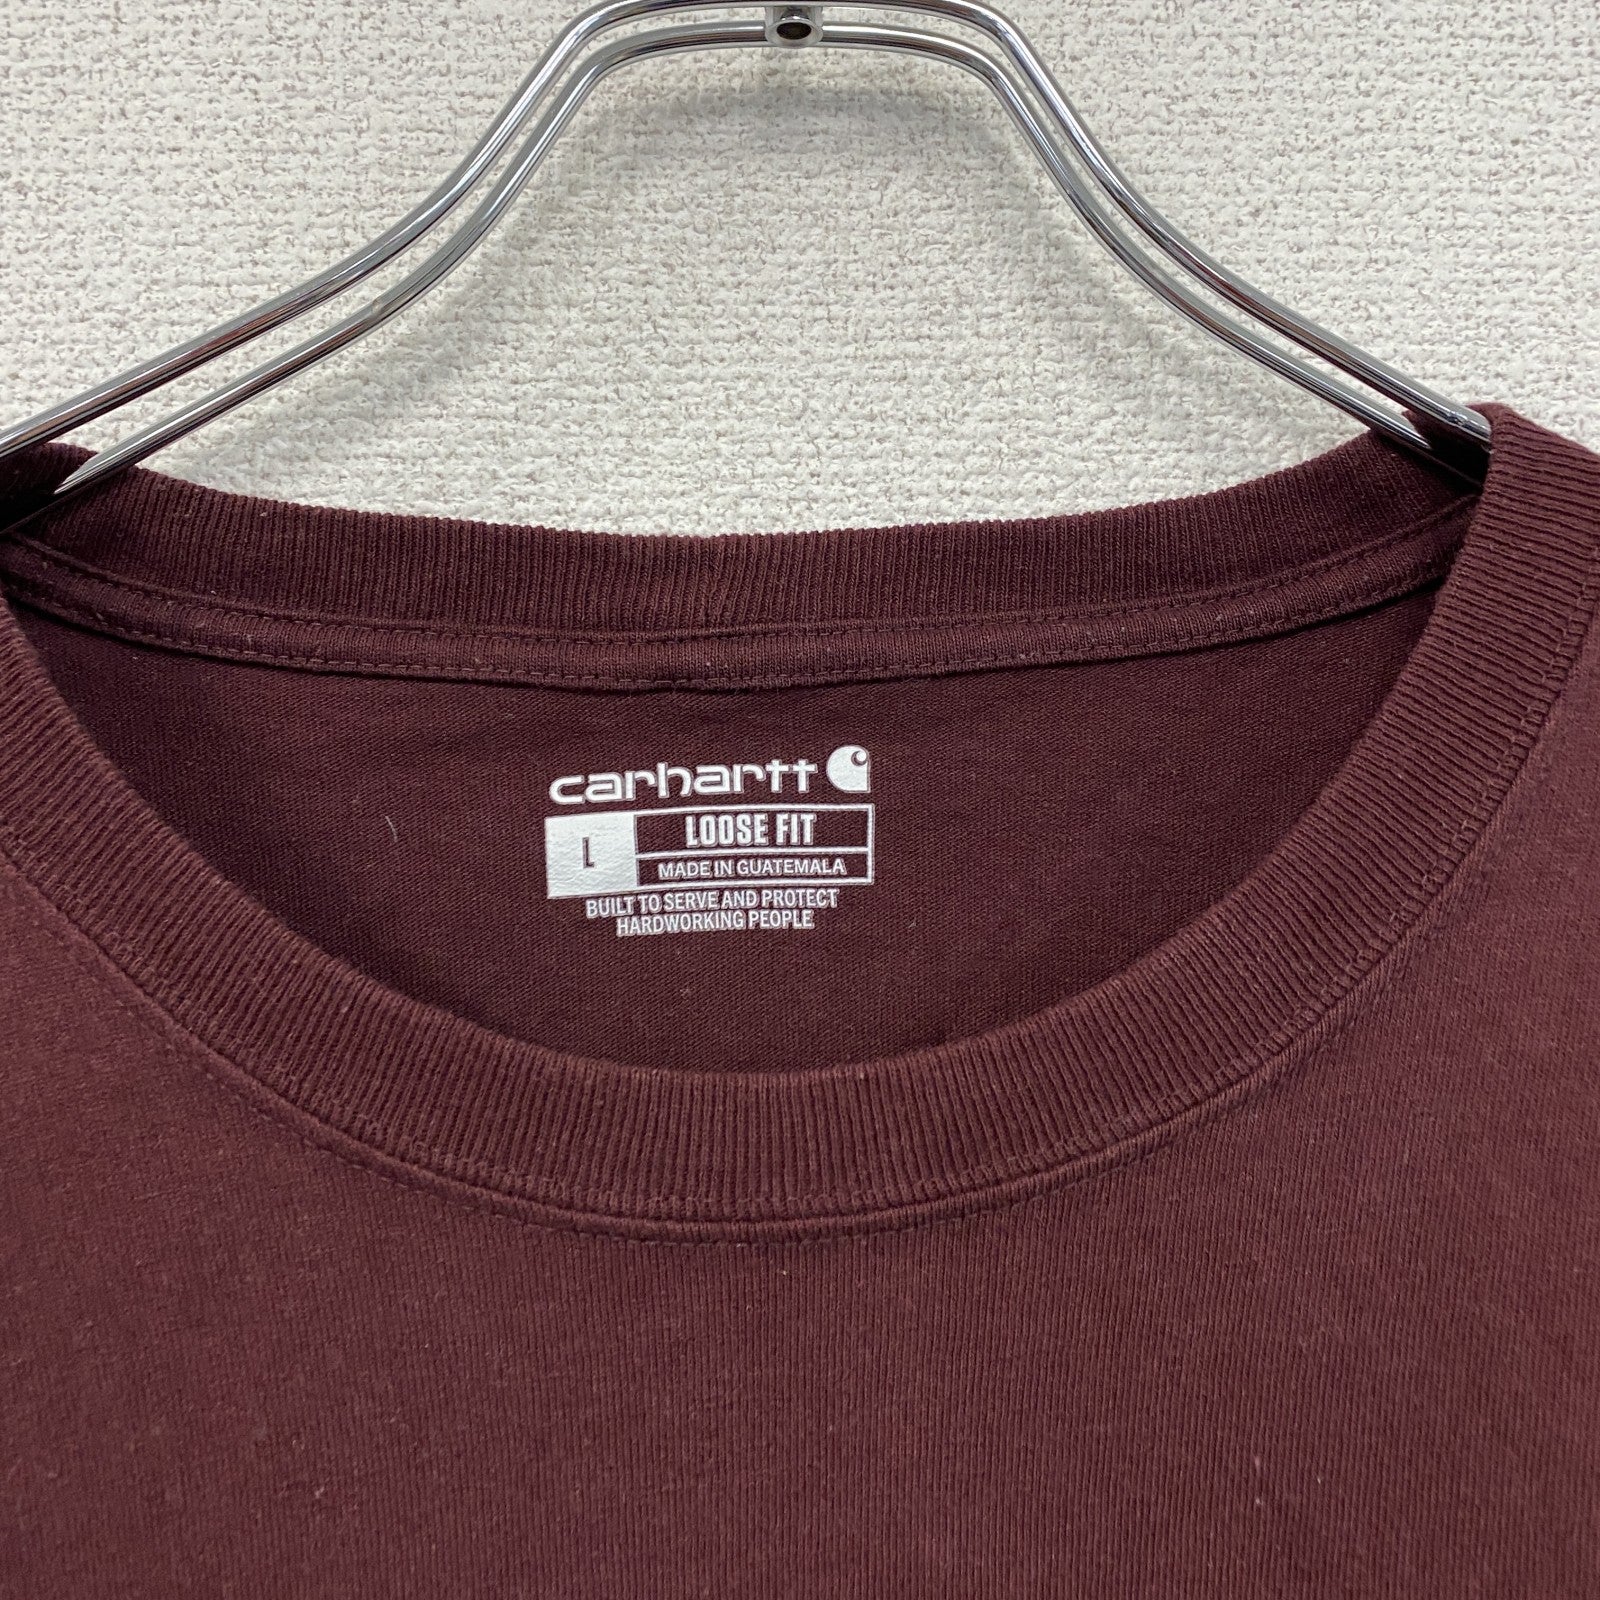 carhartt
L
LOOSE FIT
MADE IN GUATEMALA
BUILT TO SERVE AND PROTECT
HARDWORKING PEOPLE